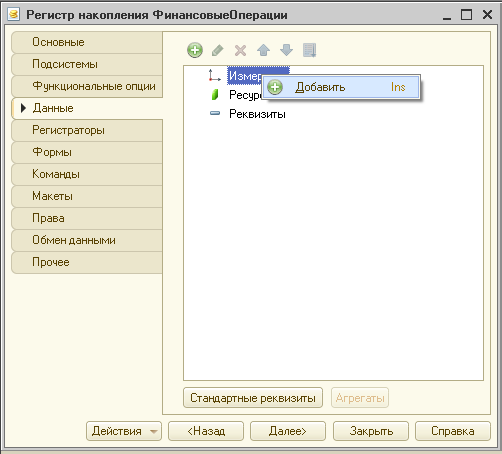 Регистр накопления ФинансовыеОперации
Основные
Подсистемы
Функциональные опции
Данные
Регистраторы
Формы
Команды
Макеты
Права
Обмен данными
Прочее
Измер
Добавить Ins
Ресур
Реквизиты
Стандартные реквизиты Агрегаты
Действия <Назад Далее> Закрыть Справка